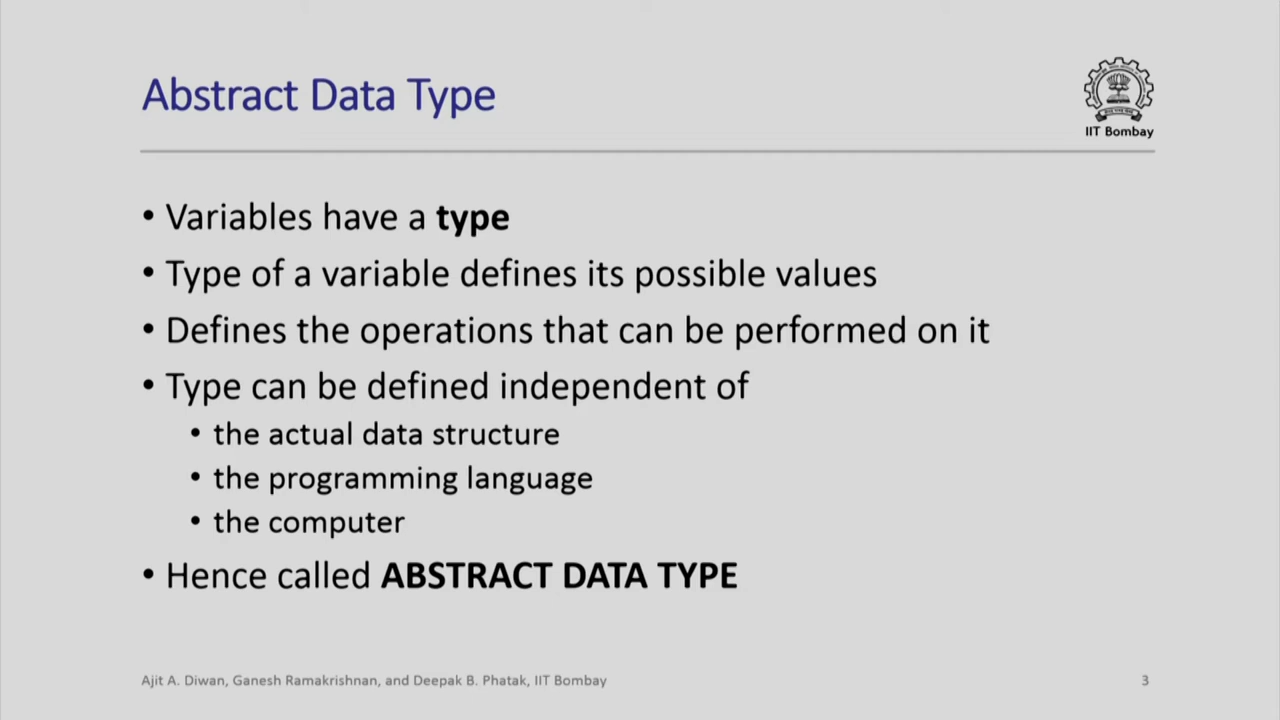 Abstract Data Type
IIT Bombay
• Variables have a type
• Type of a variable defines its possible values
• Defines the operations that can be performed on it
• Type can be defined independent of
• the actual data structure
• the programming language
• the computer
• Hence called ABSTRACT DATA TYPE
Ajit A. Diwan, Ganesh Ramakrishnan, and Deepak B. Phatak, IIT Bombay
3